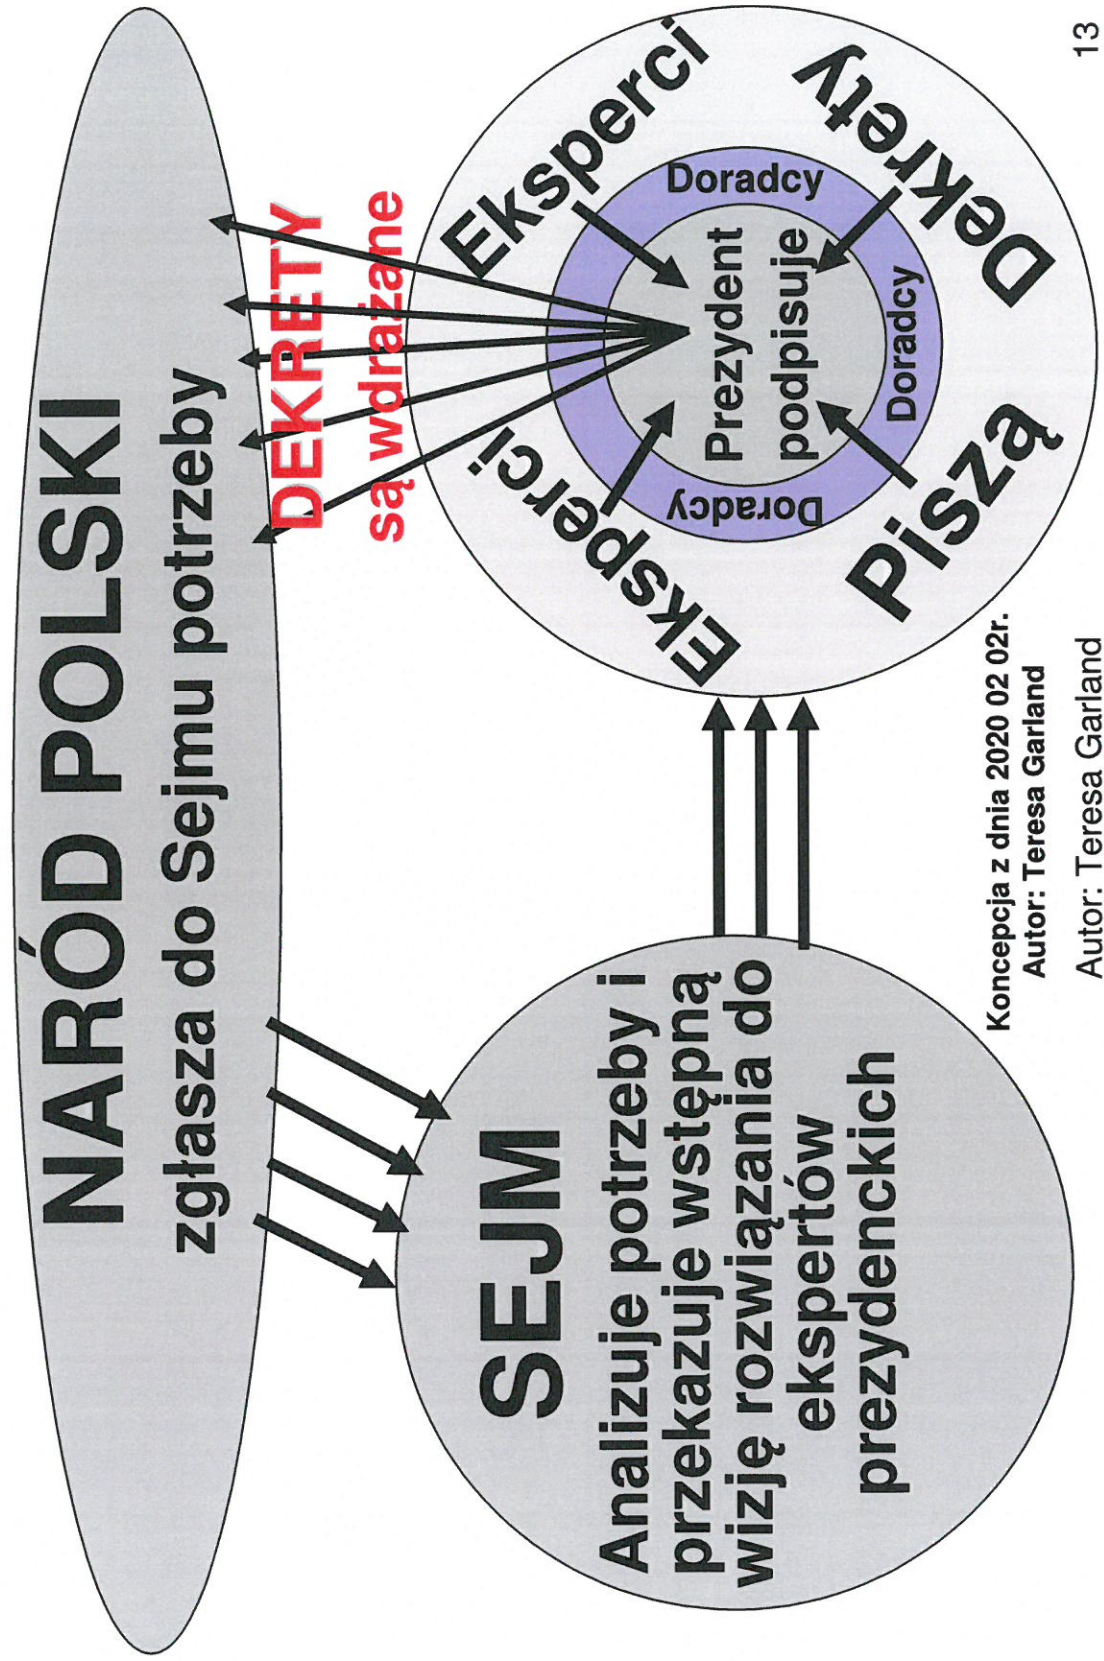 NARÓD POLSKI
zgłasza do Sejmu potrzeby
DEKRETY
są wdrażane
SEJM
Analizuje potrzeby i
przekazuje wstępną
wizję rozwiązania do
ekspertów
prezydenckich
Eksperci
Eksperci
Piszą
Dekrety
Doradcy
Doradcy
Doradcy
Prezydent
podpisuje
Koncepcja z dnia 2020 02 02r.
Autor: Teresa Garland
Autor: Teresa Garland
13